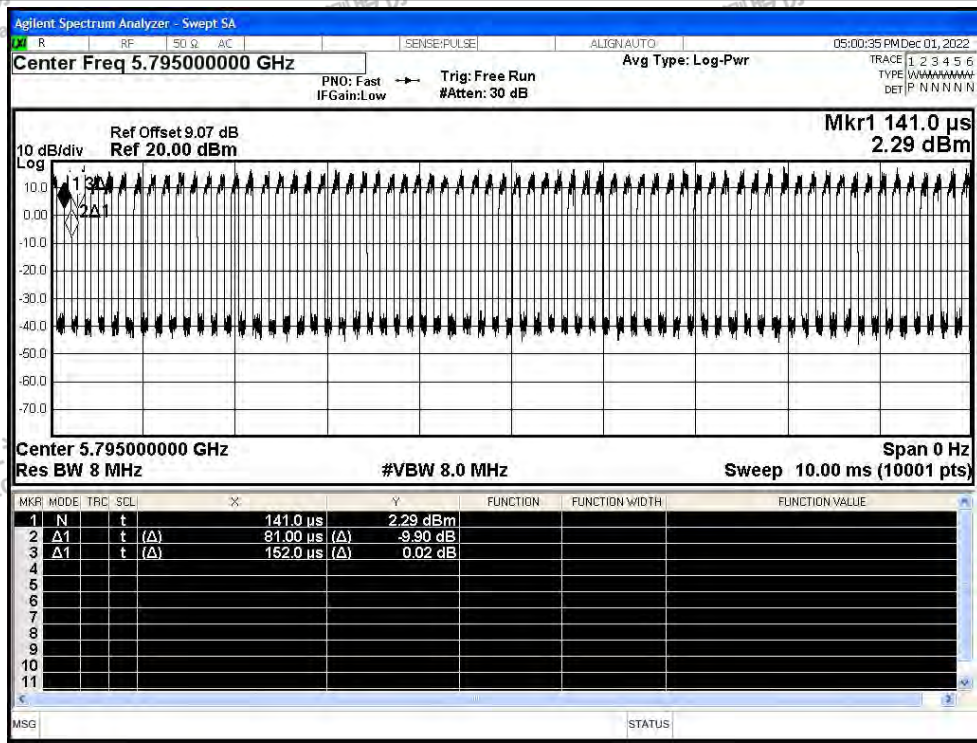 Agilent Spectrum Analyzer - Swept SA
R RF 50 Ω AC SENSE:PULSE ALIGN AUTO 05:00:35 PM Dec 01, 2022
Center Freq 5.795000000 GHz
Avg Type: Log-Pwr
TRACE 1 2 3 4 5 6
PNO: Fast Trig: Free Run
TYPE WWWWWW
IFGain:Low #Atten: 30 dB
DET P N N N N N
Mkr1 141.0 µs
Ref Offset 9.07 dB
10 dB/div Ref 20.00 dBm
2.29 dBm
Log
10.0
1 3Δ1
0.00
2Δ1
-10.0
-20.0
-30.0
-40.0
-50.0
-60.0
-70.0
Center 5.795000000 GHz Span 0 Hz
Res BW 8 MHz #VBW 8.0 MHz Sweep 10.00 ms (10001 pts)
MKR MODE TRC SCL X Y FUNCTION FUNCTION WIDTH FUNCTION VALUE
1 N t 141.0 µs 2.29 dBm
2 Δ1 t (Δ) 81.00 µs (Δ) -9.90 dB
3 Δ1 t (Δ) 152.0 µs (Δ) 0.02 dB
4
5
6
7
8
9
10
11
MSG STATUS